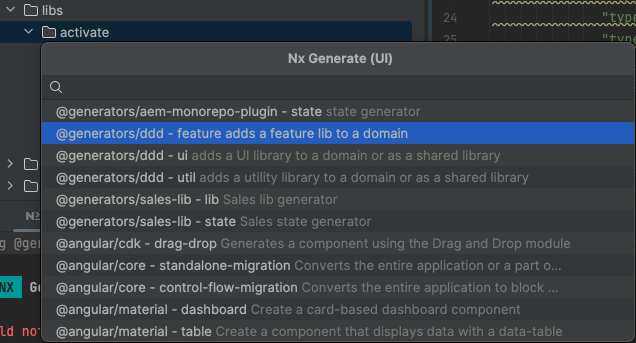 libs
activate
24
"type
25
"type
Nx Generate (UI)
@generators/aem-monorepo-plugin - state state generator
@generators/ddd - feature adds a feature lib to a domain
@generators/ddd - ui adds a UI library to a domain or as a shared library
@generators/ddd - util adds a utility library to a domain or as a shared library
@generators/sales-lib - lib Sales lib generator
@generators/sales-lib - state Sales state generator
@angular/cdk - drag-drop Generates a component using the Drag and Drop module
@angular/core - standalone-migration Converts the entire application or a part o...
@angular/core - control-flow-migration Converts the entire application to block ...
@angular/material - dashboard Create a card-based dashboard component
@angular/material - table Create a component that displays data with a data-table
g @gen
NX Ge
ld not